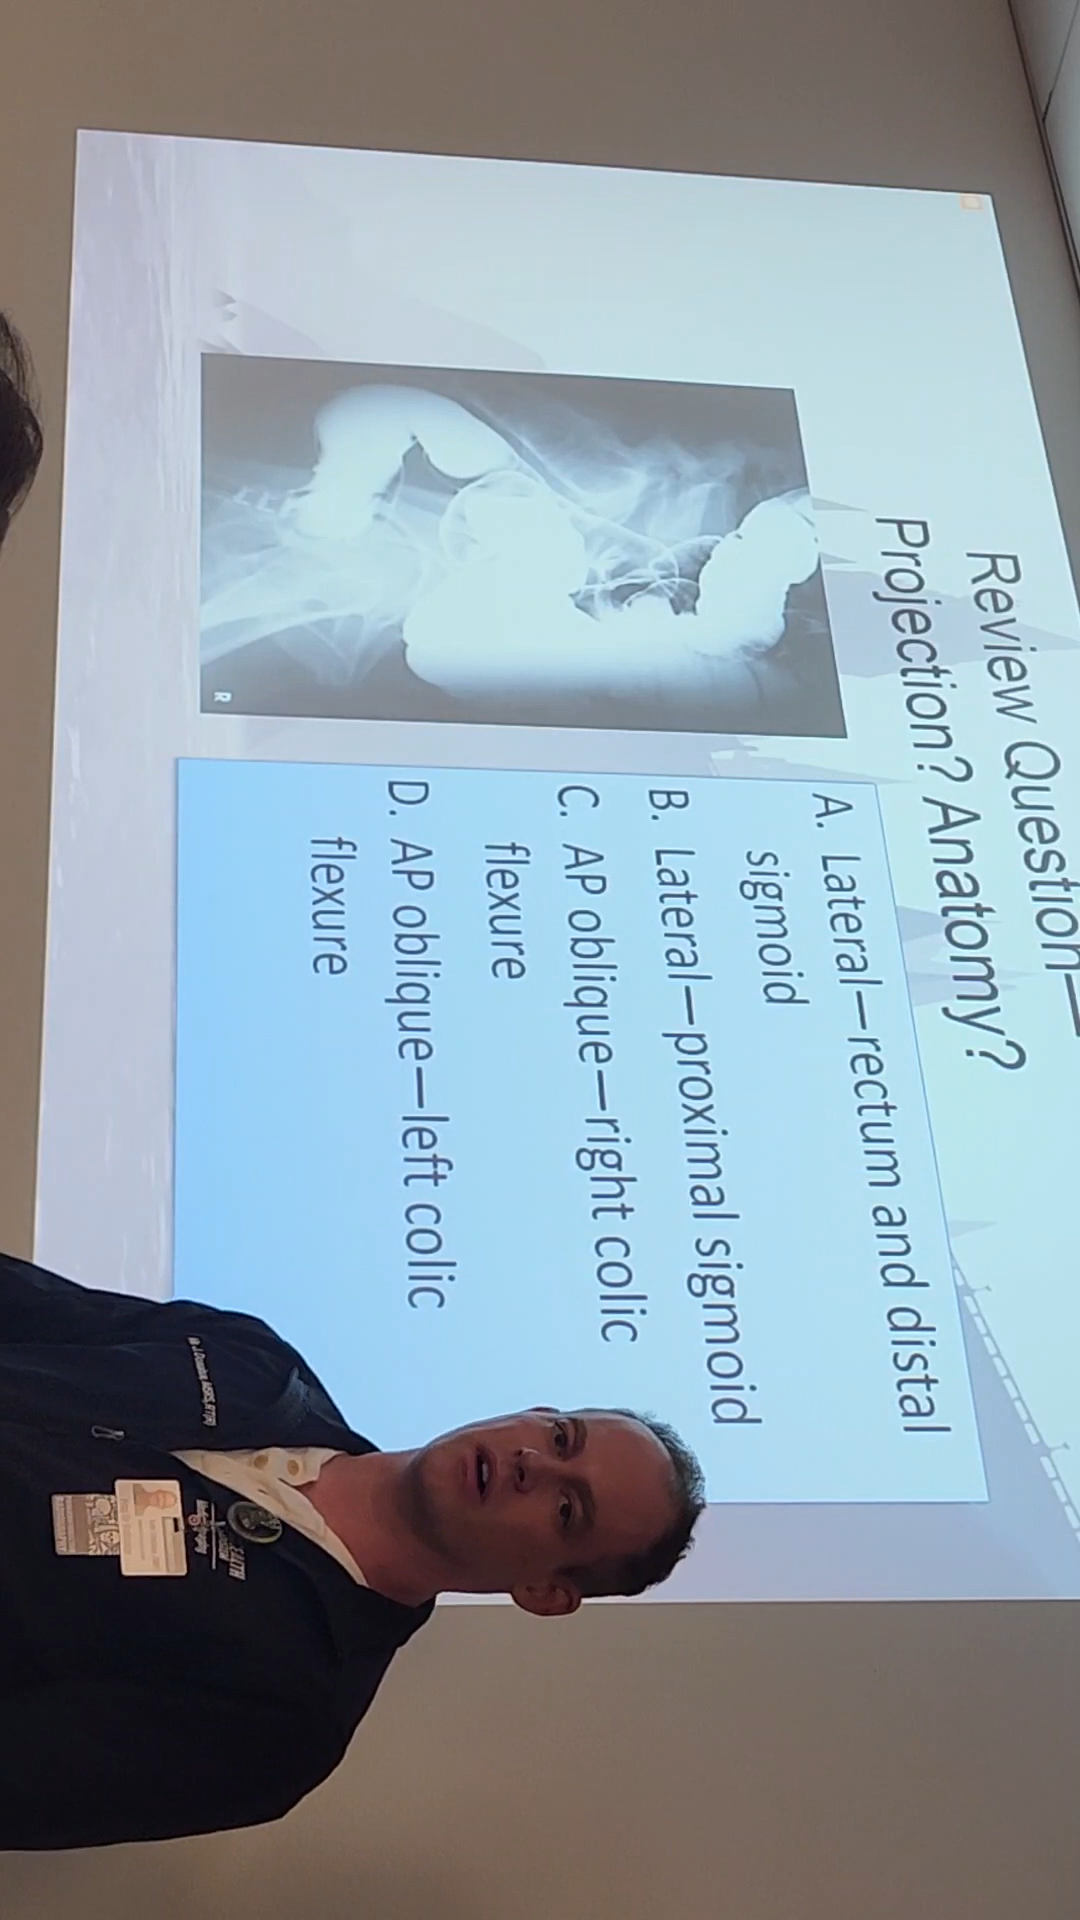 Review Question—
Projection? Anatomy?
A. Lateral—rectum and distal
sigmoid
B. Lateral—proximal sigmoid
C. AP oblique—right colic
flexure
D. AP oblique—left colic
flexure
R